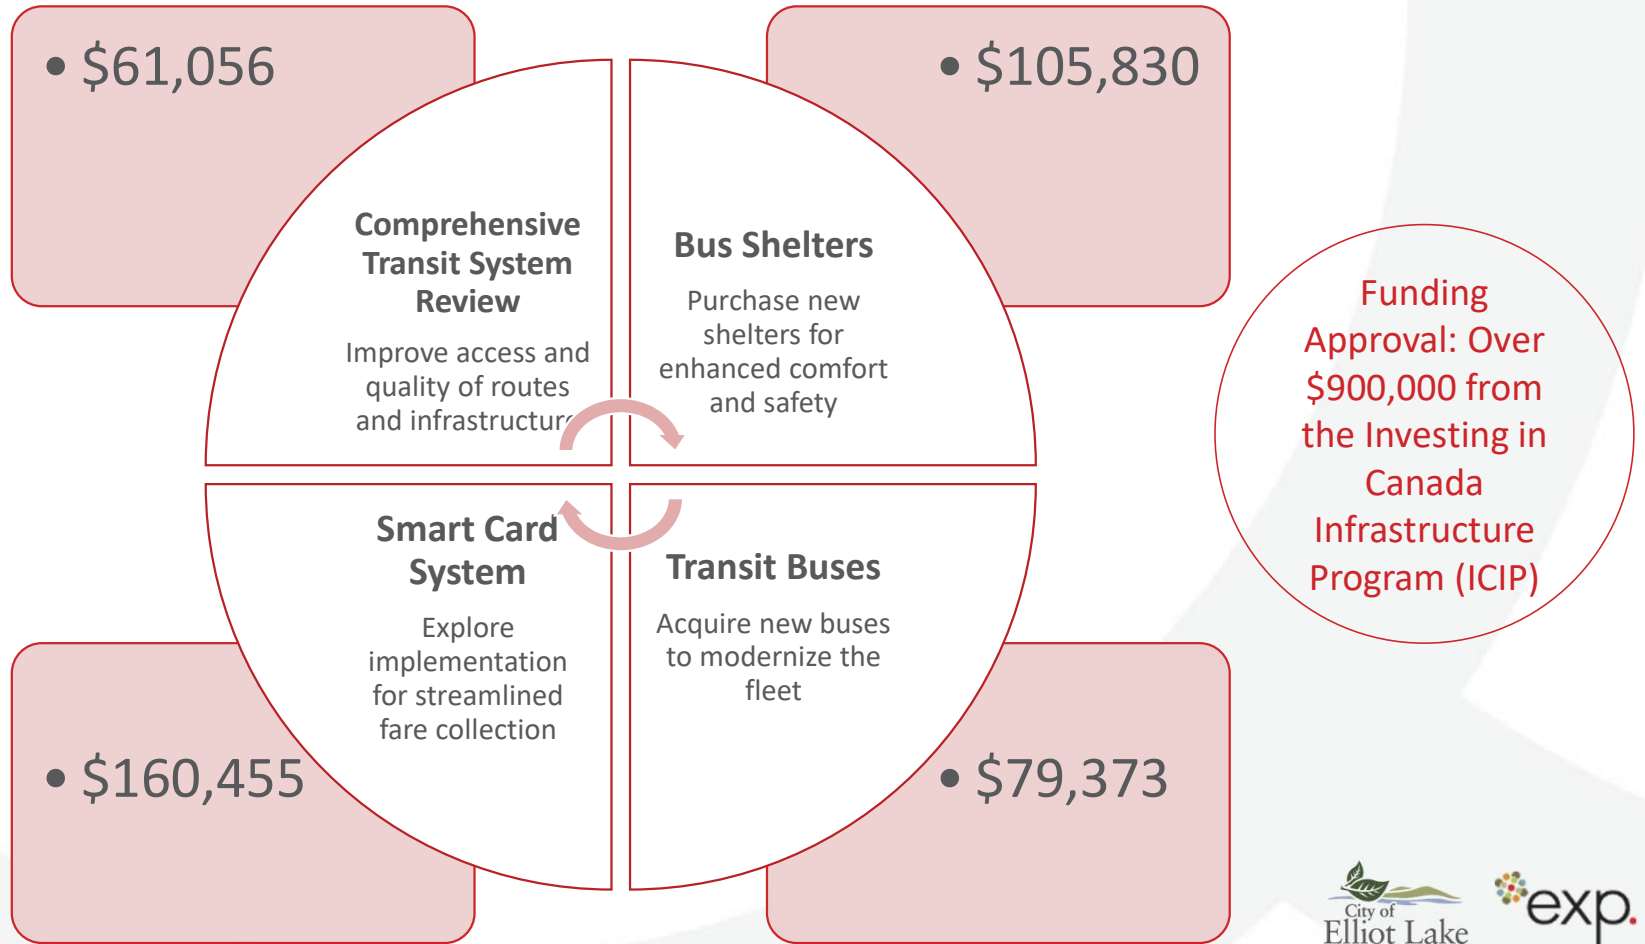 • $61,056
• $105,830
Comprehensive
Transit System
Review
Improve access and
quality of routes
and infrastructure
Bus Shelters
Purchase new
shelters for
enhanced comfort
and safety
Smart Card
System
Explore
implementation
for streamlined
fare collection
Transit Buses
Acquire new buses
to modernize the
fleet
• $160,455
• $79,373
Funding
Approval: Over
$900,000 from
the Investing in
Canada
Infrastructure
Program (ICIP)
City of
Elliot Lake
exp.